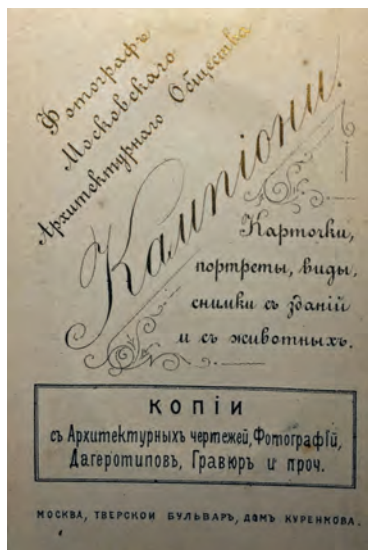 Фотографъ
Московскаго
Архитектурнаго Общества
Кампіони.
Карточки,
портреты, виды,
снимки съ зданій
и съ животныхъ.
КОПІИ
съ Архитектурныхъ чертежей, Фотографій,
Дагеротиповъ, Гравюръ и проч.
МОСКВА, ТВЕРСКОЙ БУЛЬВАРЪ, ДОМЪ КУРЕННОВА.